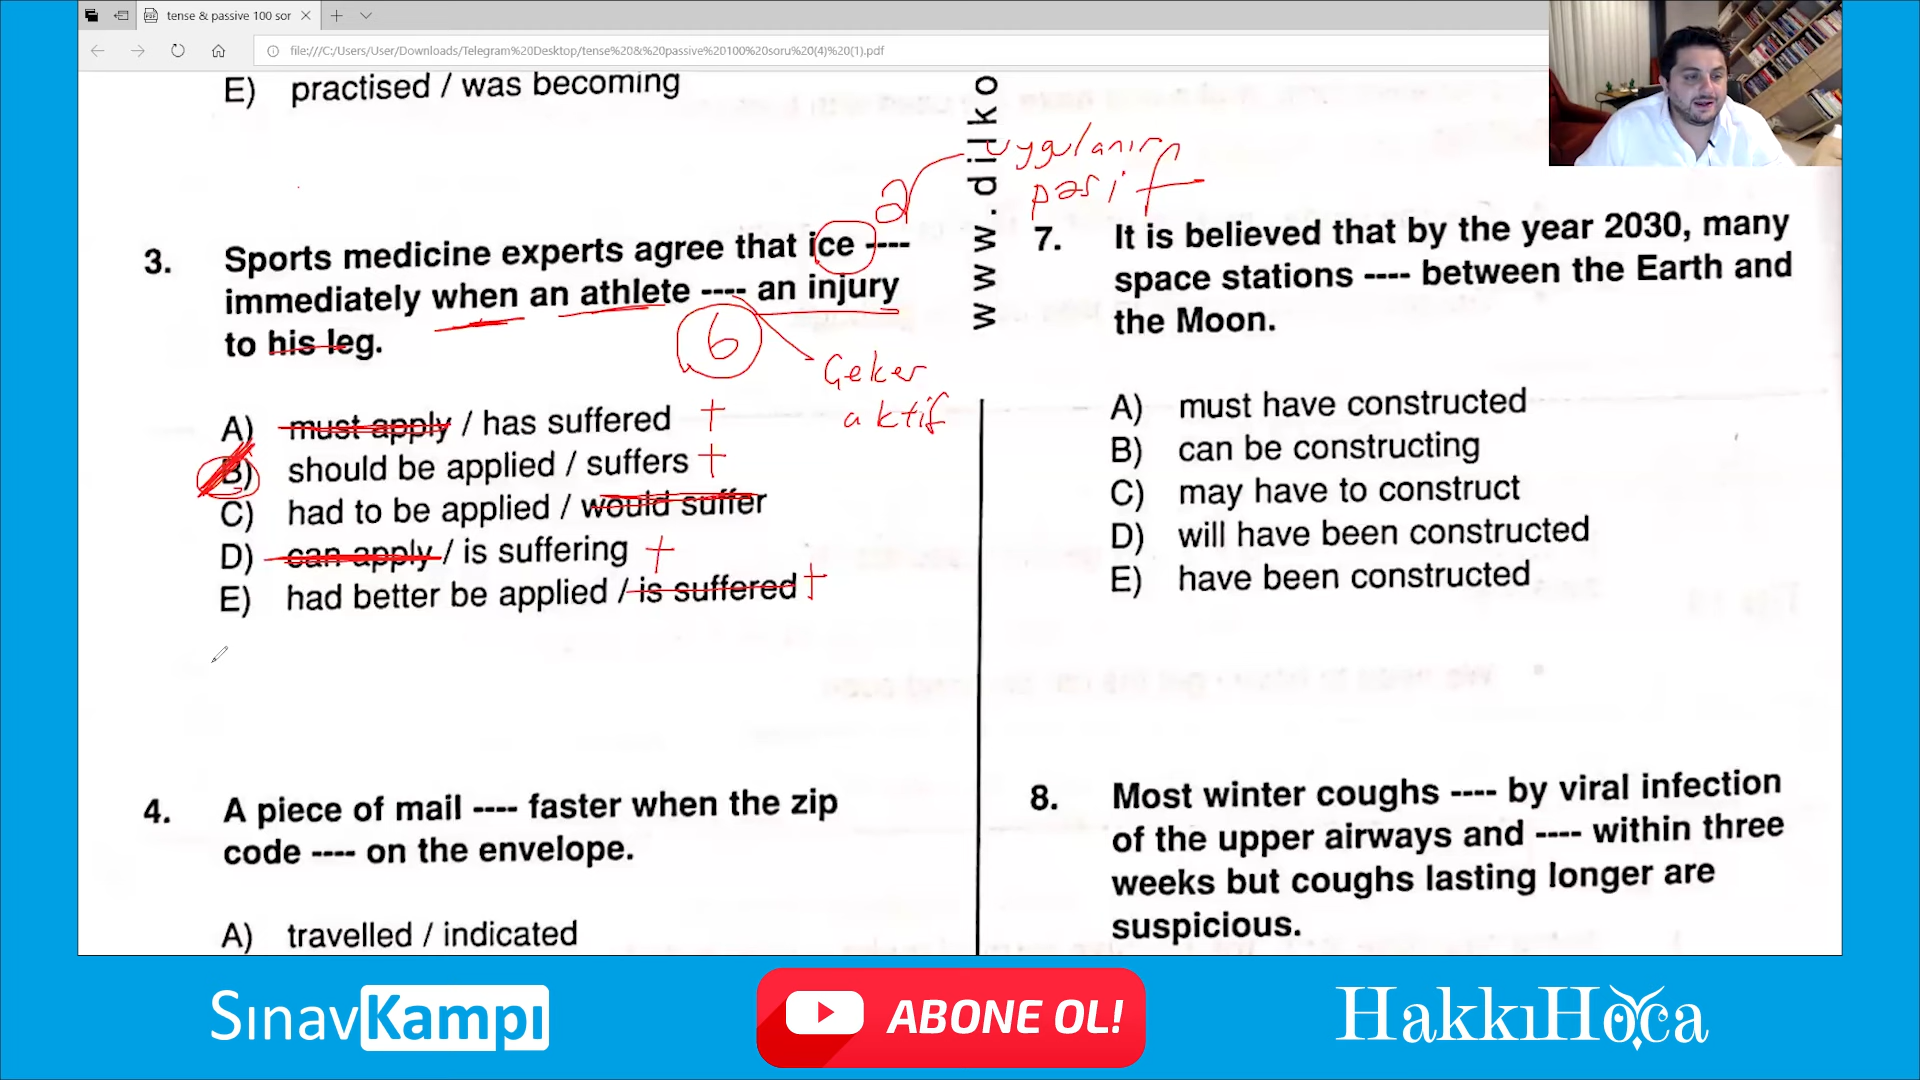 tense & passive 100 sor
file:///C:/Users/User/Downloads/Telegram%20Desktop/tense%20&%20passive%20100%20soru%20(4)%20(1).pdf
E) practised / was becoming
www.dilko
a
uygulanır
pasif
3. Sports medicine experts agree that ice ----
immediately when an athlete ---- an injury
to his leg.
6
Çeker
aktif
A) must apply / has suffered +
B) should be applied / suffers +
C) had to be applied / would suffer
D) can apply / is suffering +
E) had better be applied / is suffered +
4. A piece of mail ---- faster when the zip
code ---- on the envelope.
A) travelled / indicated
7. It is believed that by the year 2030, many
space stations ---- between the Earth and
the Moon.
A) must have constructed
B) can be constructing
C) may have to construct
D) will have been constructed
E) have been constructed
8. Most winter coughs ---- by viral infection
of the upper airways and ---- within three
weeks but coughs lasting longer are
suspicious.
SınavKampı
ABONE OL!
HakkıHoca